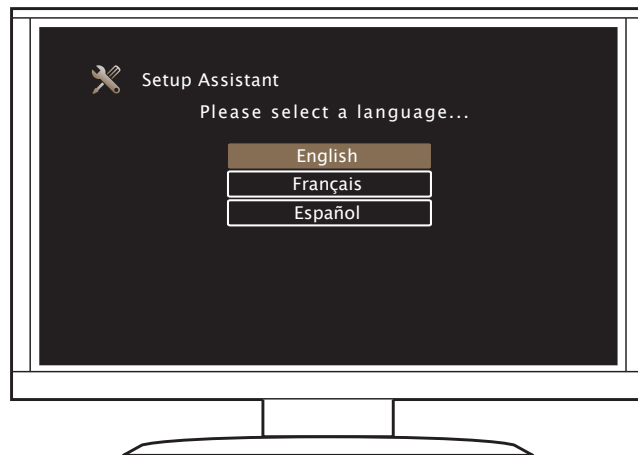 Setup Assistant
Please select a language...
English
Français
Español